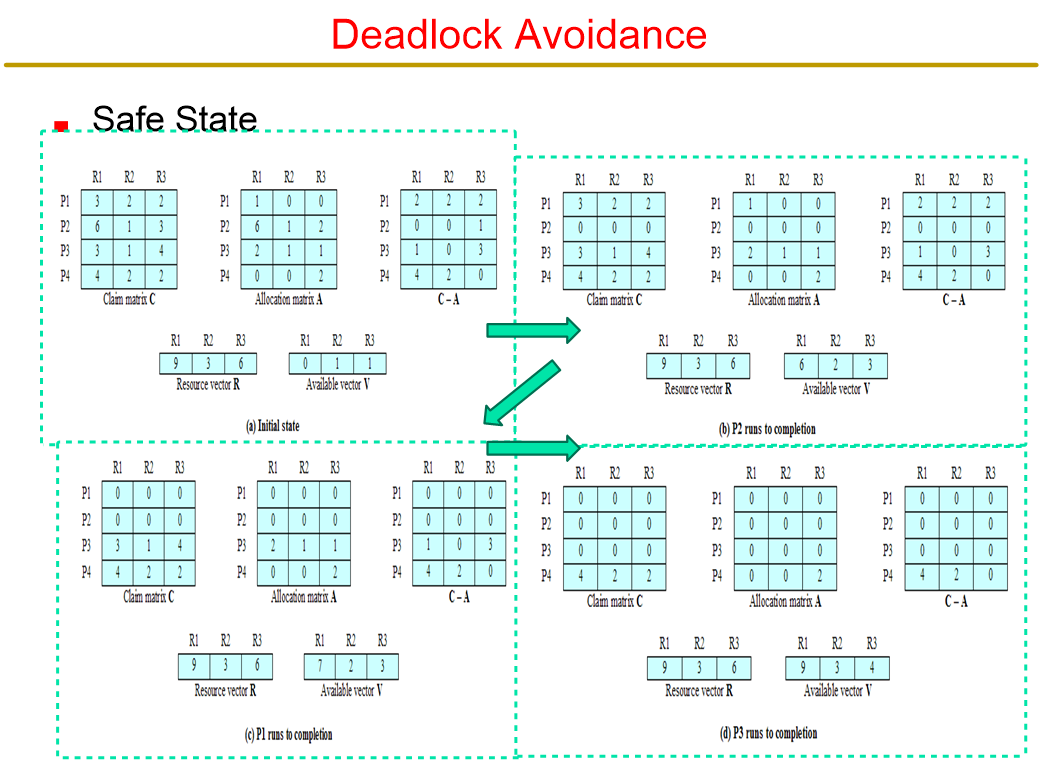 Deadlock Avoidance
Safe State
R1 R2 R3
P1 3 2 2
P2 6 1 3
P3 3 1 4
P4 4 2 2
Claim matrix C
R1 R2 R3
P1 1 0 0
P2 6 1 2
P3 2 1 1
P4 0 0 2
Allocation matrix A
R1 R2 R3
P1 2 2 2
P2 0 0 1
P3 1 0 3
P4 4 2 0
C – A
R1 R2 R3
9 3 6
Resource vector R
R1 R2 R3
0 1 1
Available vector V
(a) Initial state
R1 R2 R3
P1 3 2 2
P2 0 0 0
P3 3 1 4
P4 4 2 2
Claim matrix C
R1 R2 R3
P1 1 0 0
P2 0 0 0
P3 2 1 1
P4 0 0 2
Allocation matrix A
R1 R2 R3
P1 2 2 2
P2 0 0 0
P3 1 0 3
P4 4 2 0
C – A
R1 R2 R3
9 3 6
Resource vector R
R1 R2 R3
6 2 3
Available vector V
(b) P2 runs to completion
R1 R2 R3
P1 0 0 0
P2 0 0 0
P3 3 1 4
P4 4 2 2
Claim matrix C
R1 R2 R3
P1 0 0 0
P2 0 0 0
P3 2 1 1
P4 0 0 2
Allocation matrix A
R1 R2 R3
P1 0 0 0
P2 0 0 0
P3 1 0 3
P4 4 2 0
C – A
R1 R2 R3
9 3 6
Resource vector R
R1 R2 R3
7 2 3
Available vector V
(c) P1 runs to completion
R1 R2 R3
P1 0 0 0
P2 0 0 0
P3 0 0 0
P4 4 2 2
Claim matrix C
R1 R2 R3
P1 0 0 0
P2 0 0 0
P3 0 0 0
P4 0 0 2
Allocation matrix A
R1 R2 R3
P1 0 0 0
P2 0 0 0
P3 0 0 0
P4 4 2 0
C – A
R1 R2 R3
9 3 6
Resource vector R
R1 R2 R3
9 3 4
Available vector V
(d) P3 runs to completion